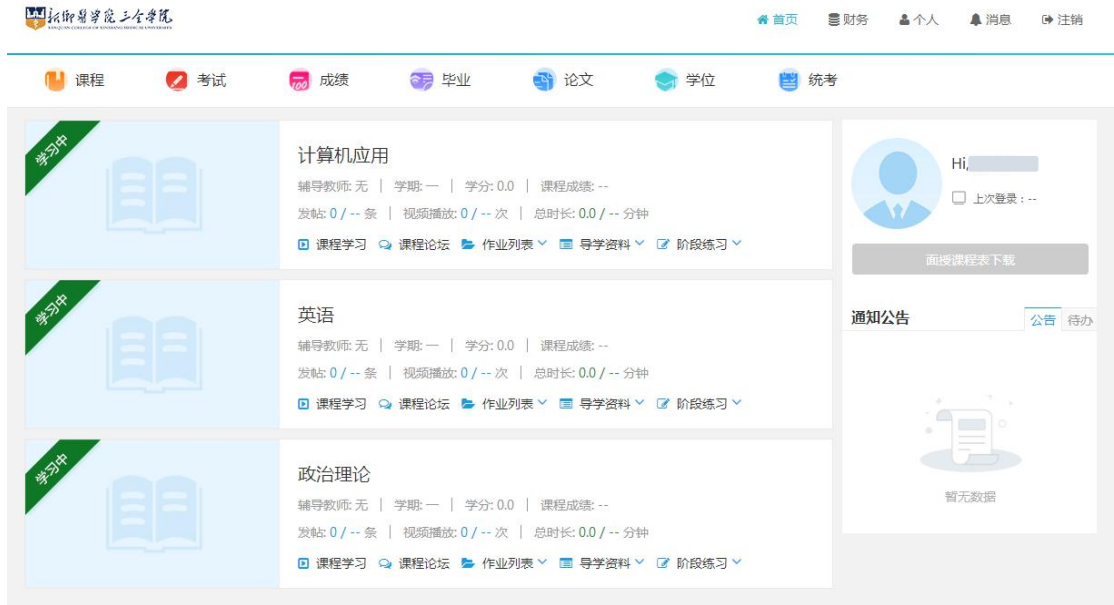 新乡医学院三全学院
SANQUAN COLLEGE OF XINXIANG MEDICAL UNIVERSITY
首页 财务 个人 消息 注销
课程 考试 100 成绩 毕业 论文 学位 统考
学习中
计算机应用
辅导教师: 无 | 学期: 一 | 学分: 0.0 | 课程成绩: --
发帖: 0 / -- 条 | 视频播放: 0 / -- 次 | 总时长: 0.0 / -- 分钟
课程学习 课程论坛 作业列表 导学资料 阶段练习
学习中
英语
辅导教师: 无 | 学期: 一 | 学分: 0.0 | 课程成绩: --
发帖: 0 / -- 条 | 视频播放: 0 / -- 次 | 总时长: 0.0 / -- 分钟
课程学习 课程论坛 作业列表 导学资料 阶段练习
学习中
政治理论
辅导教师: 无 | 学期: 一 | 学分: 0.0 | 课程成绩: --
发帖: 0 / -- 条 | 视频播放: 0 / -- 次 | 总时长: 0.0 / -- 分钟
课程学习 课程论坛 作业列表 导学资料 阶段练习
Hi,
上次登录：--
面授课程表下载
通知公告 公告 待办
暂无数据